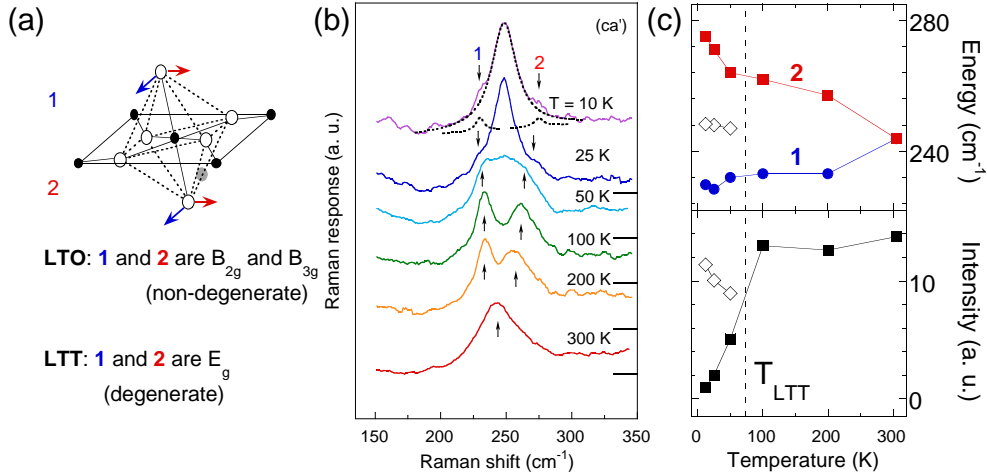 (a)
1
2
LTO: 1 and 2 are B2g and B3g
(non-degenerate)
LTT: 1 and 2 are Eg
(degenerate)
(b)
(ca')
1
2
T = 10 K
25 K
50 K
100 K
200 K
300 K
Raman response (a. u.)
150
200
250
300
350
Raman shift (cm-1)
(c)
280
240
Energy (cm-1)
2
1
10
0
Intensity (a. u.)
TLTT
0
100
200
300
Temperature (K)